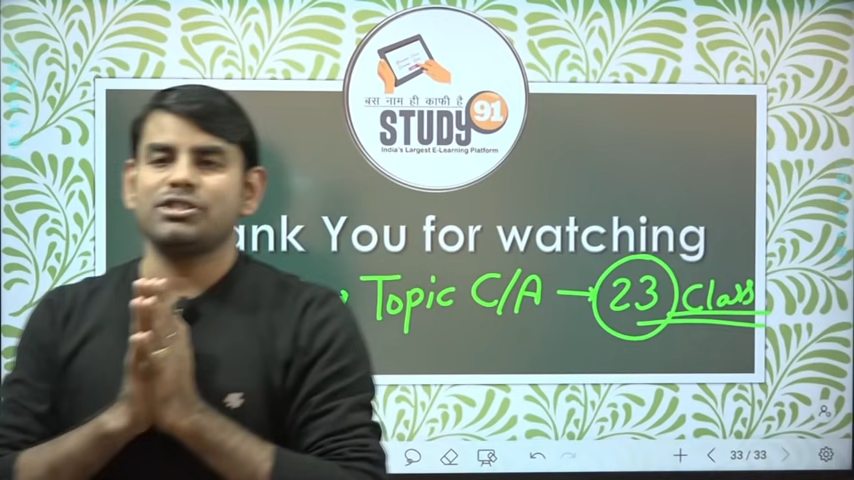 बस नाम ही काफी है
STUDY 91
India's Largest E-Learning Platform
ank You for watching
Topic C/A → 23 Class
33/33